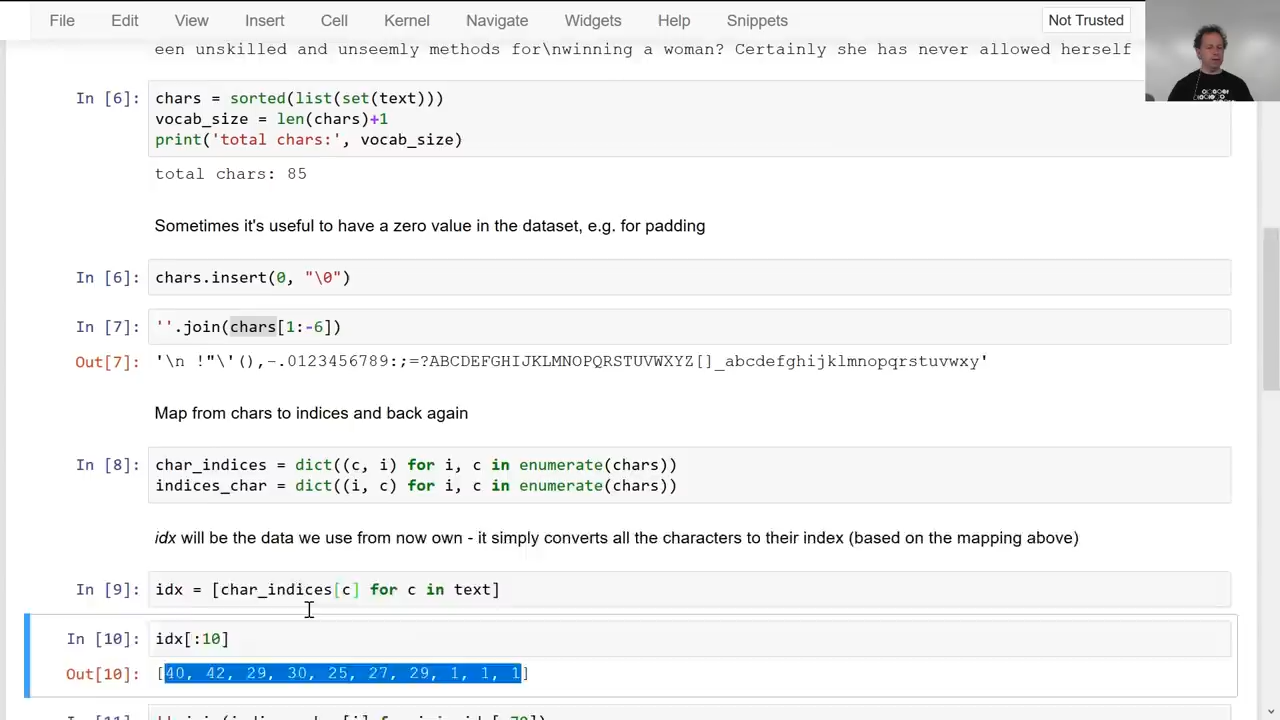 File Edit View Insert Cell Kernel Navigate Widgets Help Snippets Not Trusted
een unskilled and unseemly methods for\nwinning a woman? Certainly she has never allowed herself
In [6]: chars = sorted(list(set(text)))
vocab_size = len(chars)+1
print('total chars:', vocab_size)
total chars: 85
Sometimes it's useful to have a zero value in the dataset, e.g. for padding
In [6]: chars.insert(0, "\0")
In [7]: ''.join(chars[1:-6])
Out[7]: '\n !"\'(),-.0123456789:;=?ABCDEFGHIJKLMNOPQRSTUVWXYZ[]_abcdefghijklmnopqrstuvwxy'
Map from chars to indices and back again
In [8]: char_indices = dict((c, i) for i, c in enumerate(chars))
indices_char = dict((i, c) for i, c in enumerate(chars))
idx will be the data we use from now own - it simply converts all the characters to their index (based on the mapping above)
In [9]: idx = [char_indices[c] for c in text]
In [10]: idx[:10]
Out[10]: [40, 42, 29, 30, 25, 27, 29, 1, 1, 1]